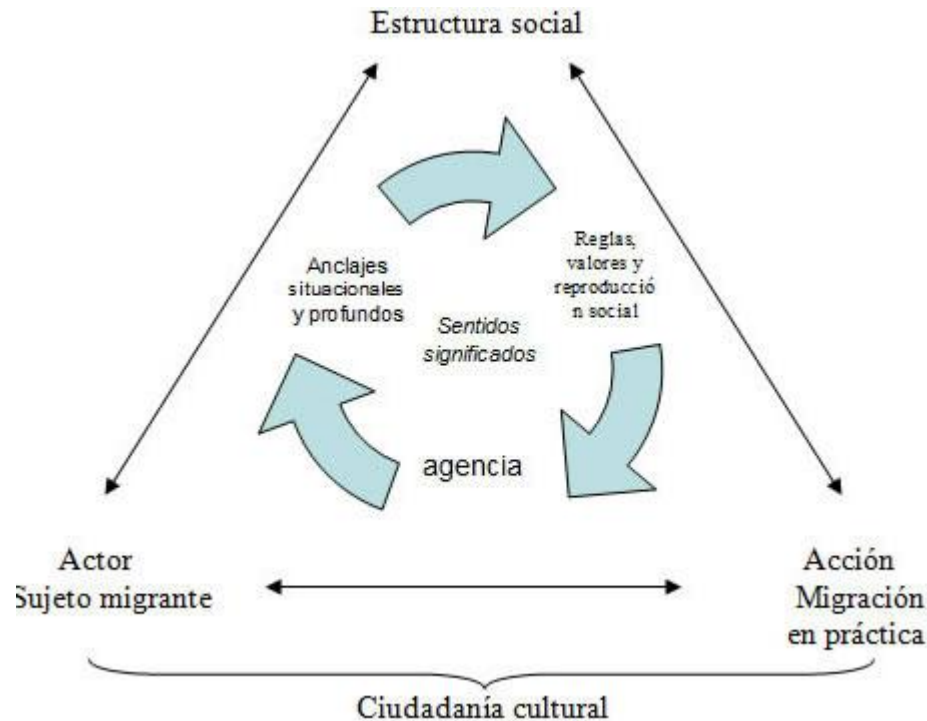 Estructura social
Anclajes
situacionales
y profundos
Reglas,
valores y
reproducció
n social
Sentidos
significados
agencia
Actor
Sujeto migrante
Acción
Migración
en práctica
Ciudadanía cultural